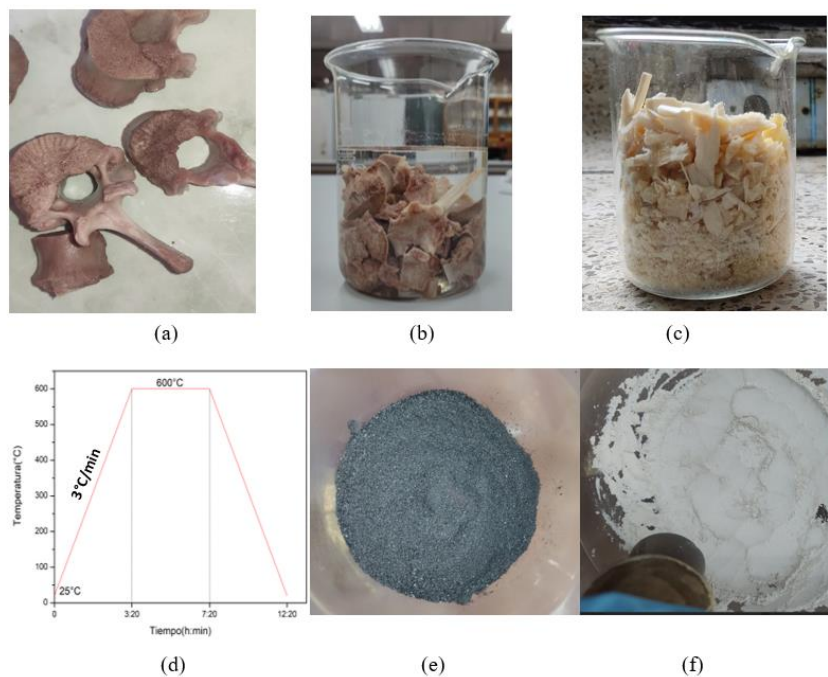 (a)
(b)
(c)
600°C
600
500
400
300
200
100
0
Temperatura(°C)
3°C/min
25°C
0
3:20
7:20
12:20
Tiempo(h:min)
(d)
(e)
(f)